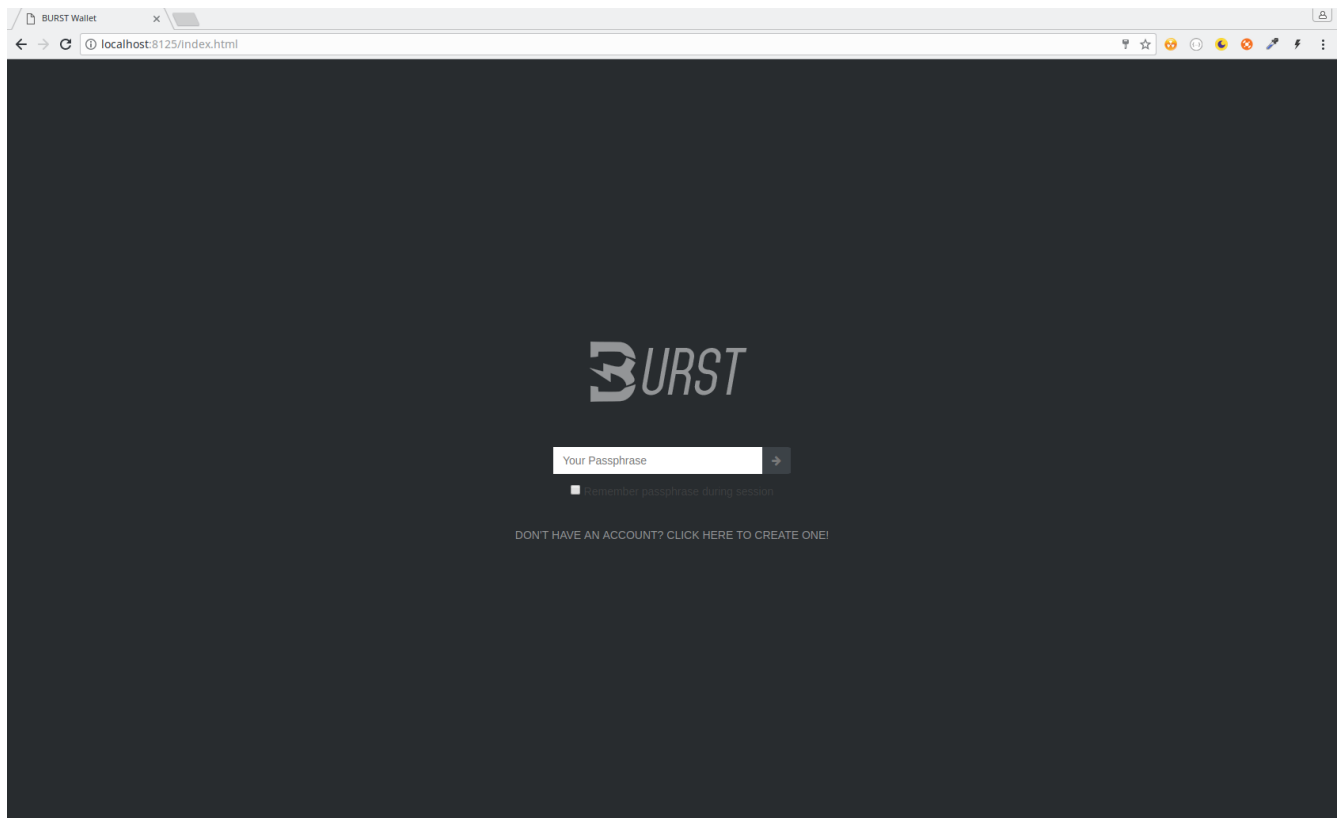 BURST Wallet
localhost:8125/index.html
BURST
Your Passphrase
Remember passphrase during session
DON'T HAVE AN ACCOUNT? CLICK HERE TO CREATE ONE!